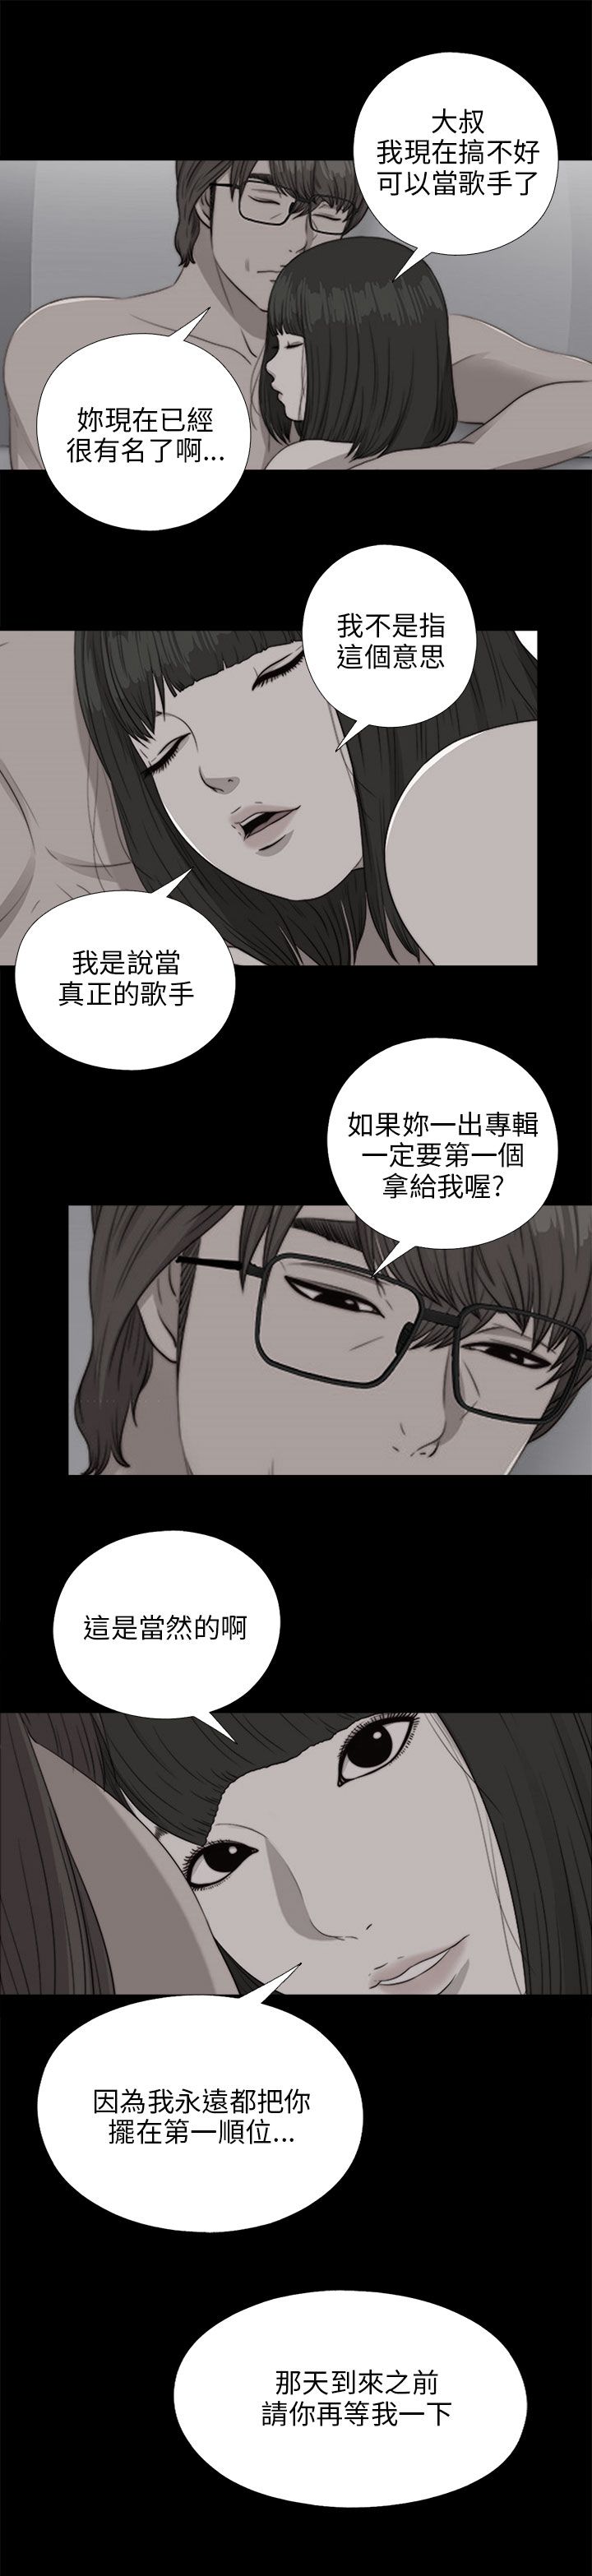 大叔
我現在搞不好
可以當歌手了
妳現在已經
很有名了啊...
我不是指
這個意思
我是說當
真正的歌手
如果妳一出專輯
一定要第一個
拿給我喔?
這是當然的啊
因為我永遠都把你
擺在第一順位...
那天到來之前
請你再等我一下